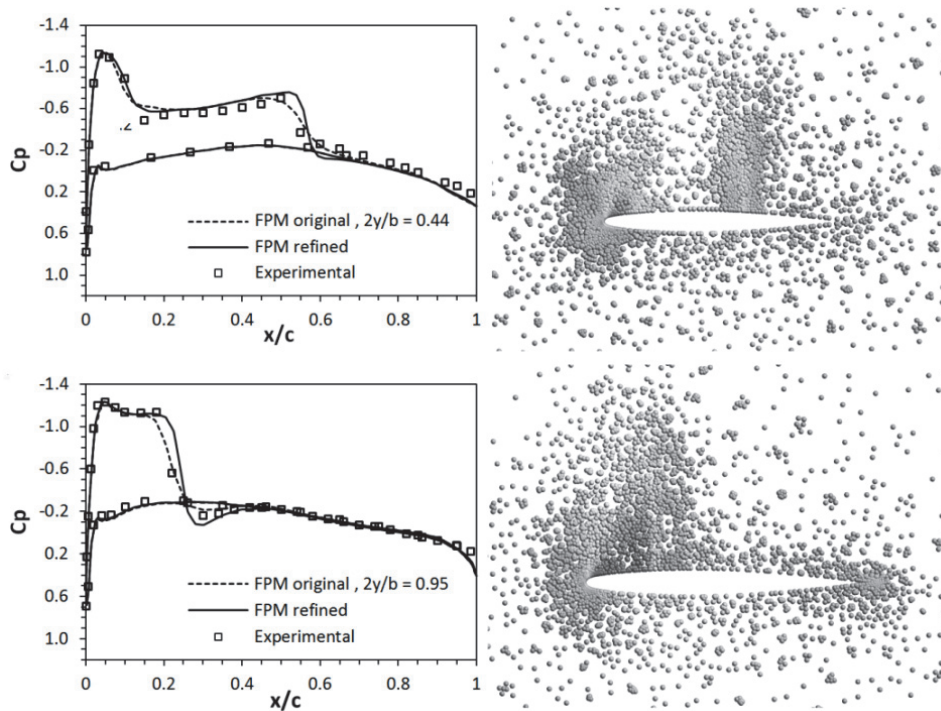 -1.4
-1.0
-0.6
-0.2
0.2
0.6
1.0
Cp
FPM original , 2y/b = 0.44
FPM refined
Experimental
0 0.2 0.4 0.6 0.8 1
x/c
-1.4
-1.0
-0.6
-0.2
0.2
0.6
1.0
Cp
FPM original , 2y/b = 0.95
FPM refined
Experimental
0 0.2 0.4 0.6 0.8 1
x/c